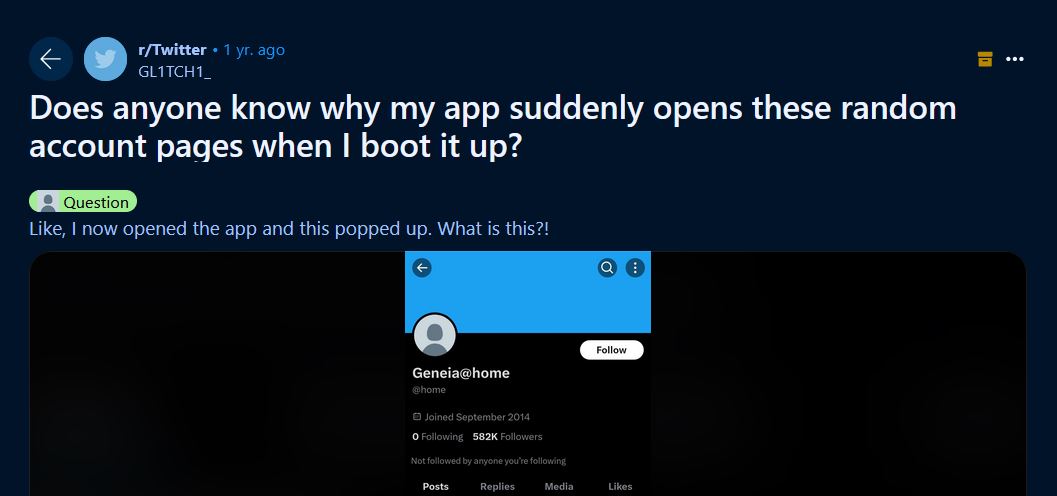 r/Twitter • 1 yr. ago
GL1TCH1_
Does anyone know why my app suddenly opens these random
account pages when I boot it up?
Question
Like, I now opened the app and this popped up. What is this?!
Follow
Geneia@home
@home
Joined September 2014
0 Following 582K Followers
Not followed by anyone you're following
Posts Replies Media Likes